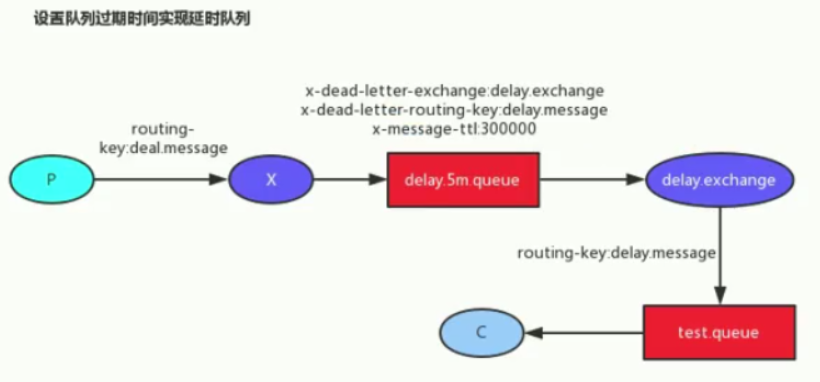 设置队列过期时间实现延时队列
x-dead-letter-exchange:delay.exchange
x-dead-letter-routing-key:delay.message
x-message-ttl:300000
routing-
key:deal.message
P
X
delay.5m.queue
delay.exchange
routing-key:delay.message
C
test.queue